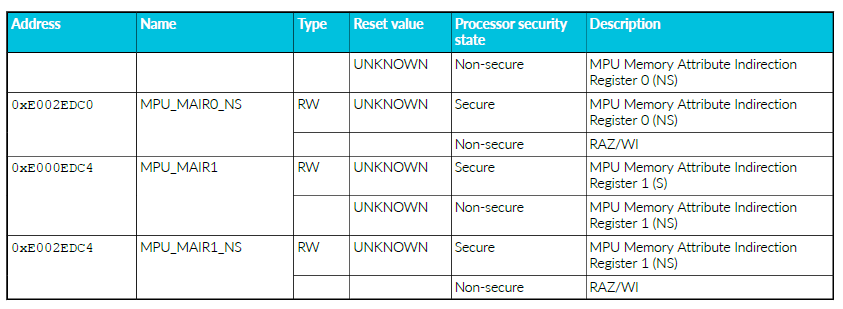 Address Name Type Reset value Processor security state Description
UNKNOWN Non-secure MPU Memory Attribute Indirection
Register 0 (NS)
0xE002EDC0 MPU_MAIR0_NS RW UNKNOWN Secure MPU Memory Attribute Indirection
Register 0 (NS)
Non-secure RAZ/WI
0xE000EDC4 MPU_MAIR1 RW UNKNOWN Secure MPU Memory Attribute Indirection
Register 1 (S)
UNKNOWN Non-secure MPU Memory Attribute Indirection
Register 1 (NS)
0xE002EDC4 MPU_MAIR1_NS RW UNKNOWN Secure MPU Memory Attribute Indirection
Register 1 (NS)
Non-secure RAZ/WI